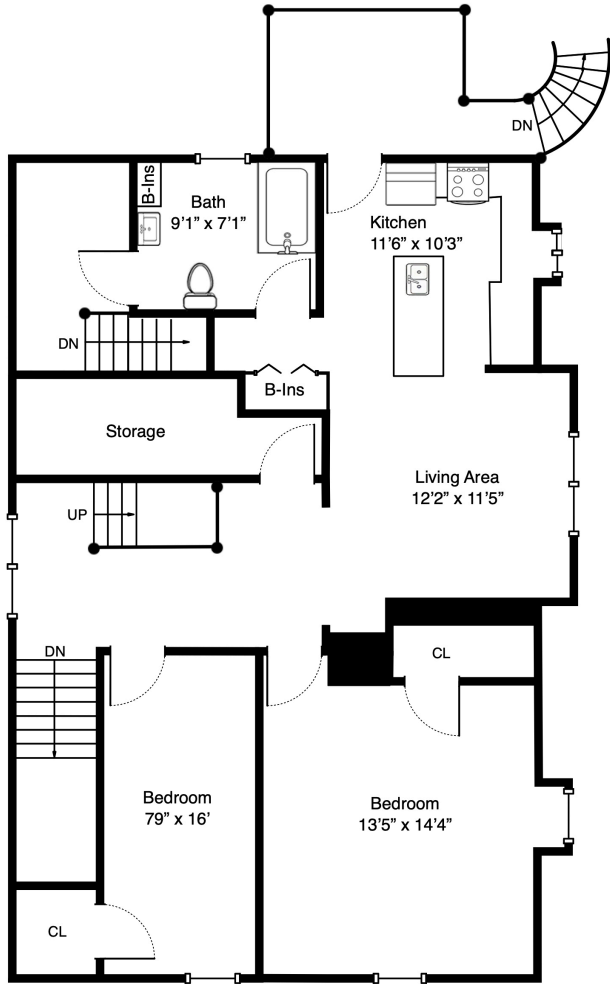 DN
B-Ins
Bath
9'1" x 7'1"
Kitchen
11'6" x 10'3"
DN
B-Ins
Storage
Living Area
12'2" x 11'5"
UP
DN
CL
Bedroom
79" x 16'
Bedroom
13'5" x 14'4"
CL